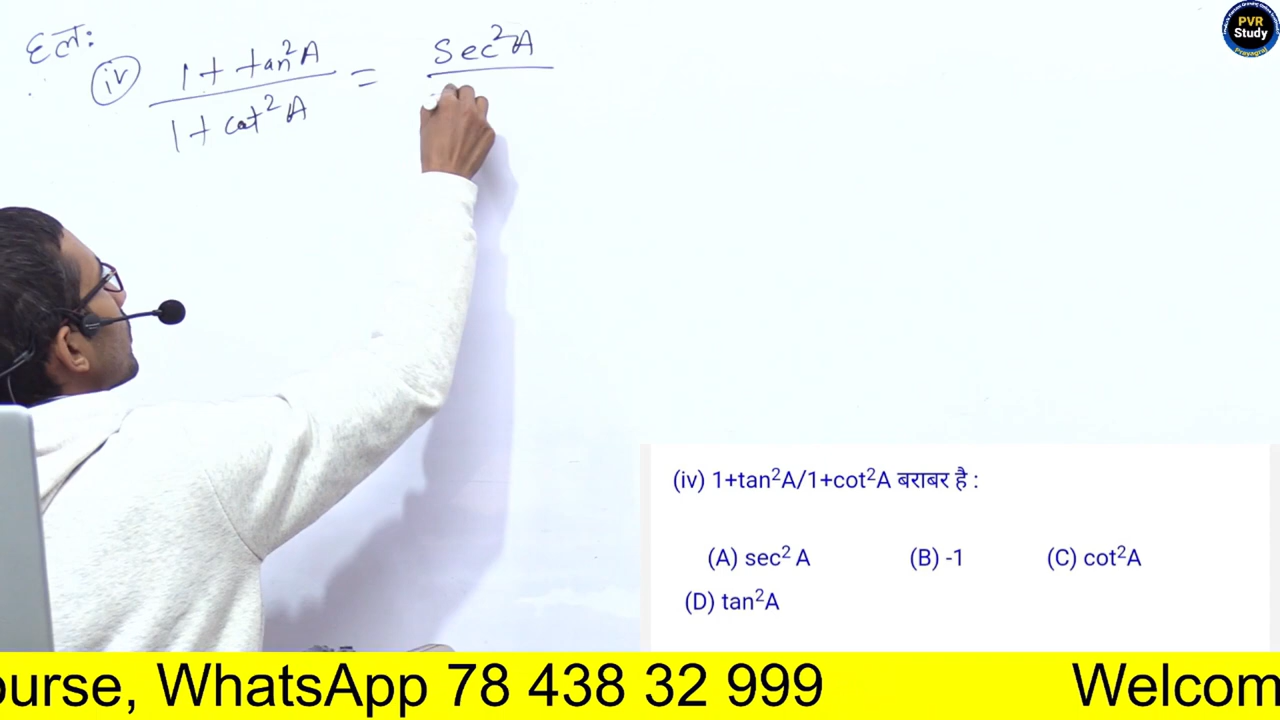 हल:
(iv) 1 + tan²A / 1 + cot²A = Sec²A
PVR
Study
Prayagraj
(iv) 1+tan²A/1+cot²A बराबर है :
(A) sec² A (B) -1 (C) cot²A
(D) tan²A
ourse, WhatsApp 78 438 32 999 Welcom